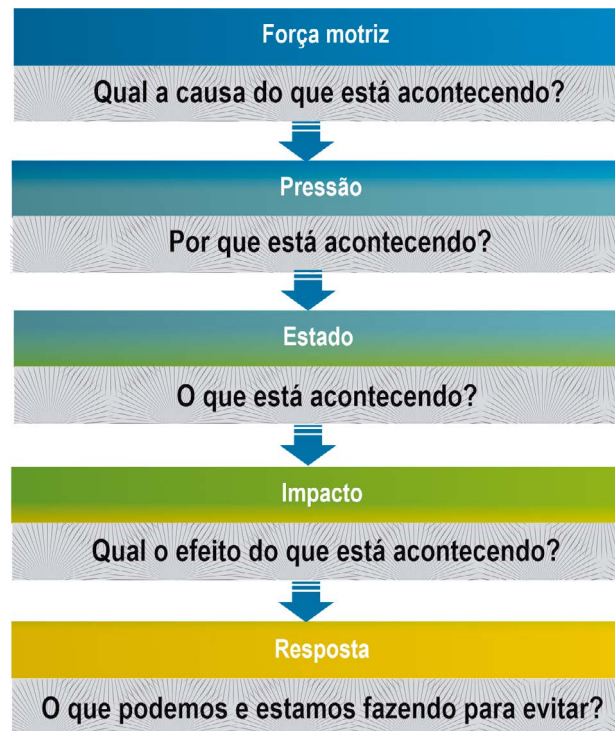 Força motriz
Qual a causa do que está acontecendo?
Pressão
Por que está acontecendo?
Estado
O que está acontecendo?
Impacto
Qual o efeito do que está acontecendo?
Resposta
O que podemos e estamos fazendo para evitar?